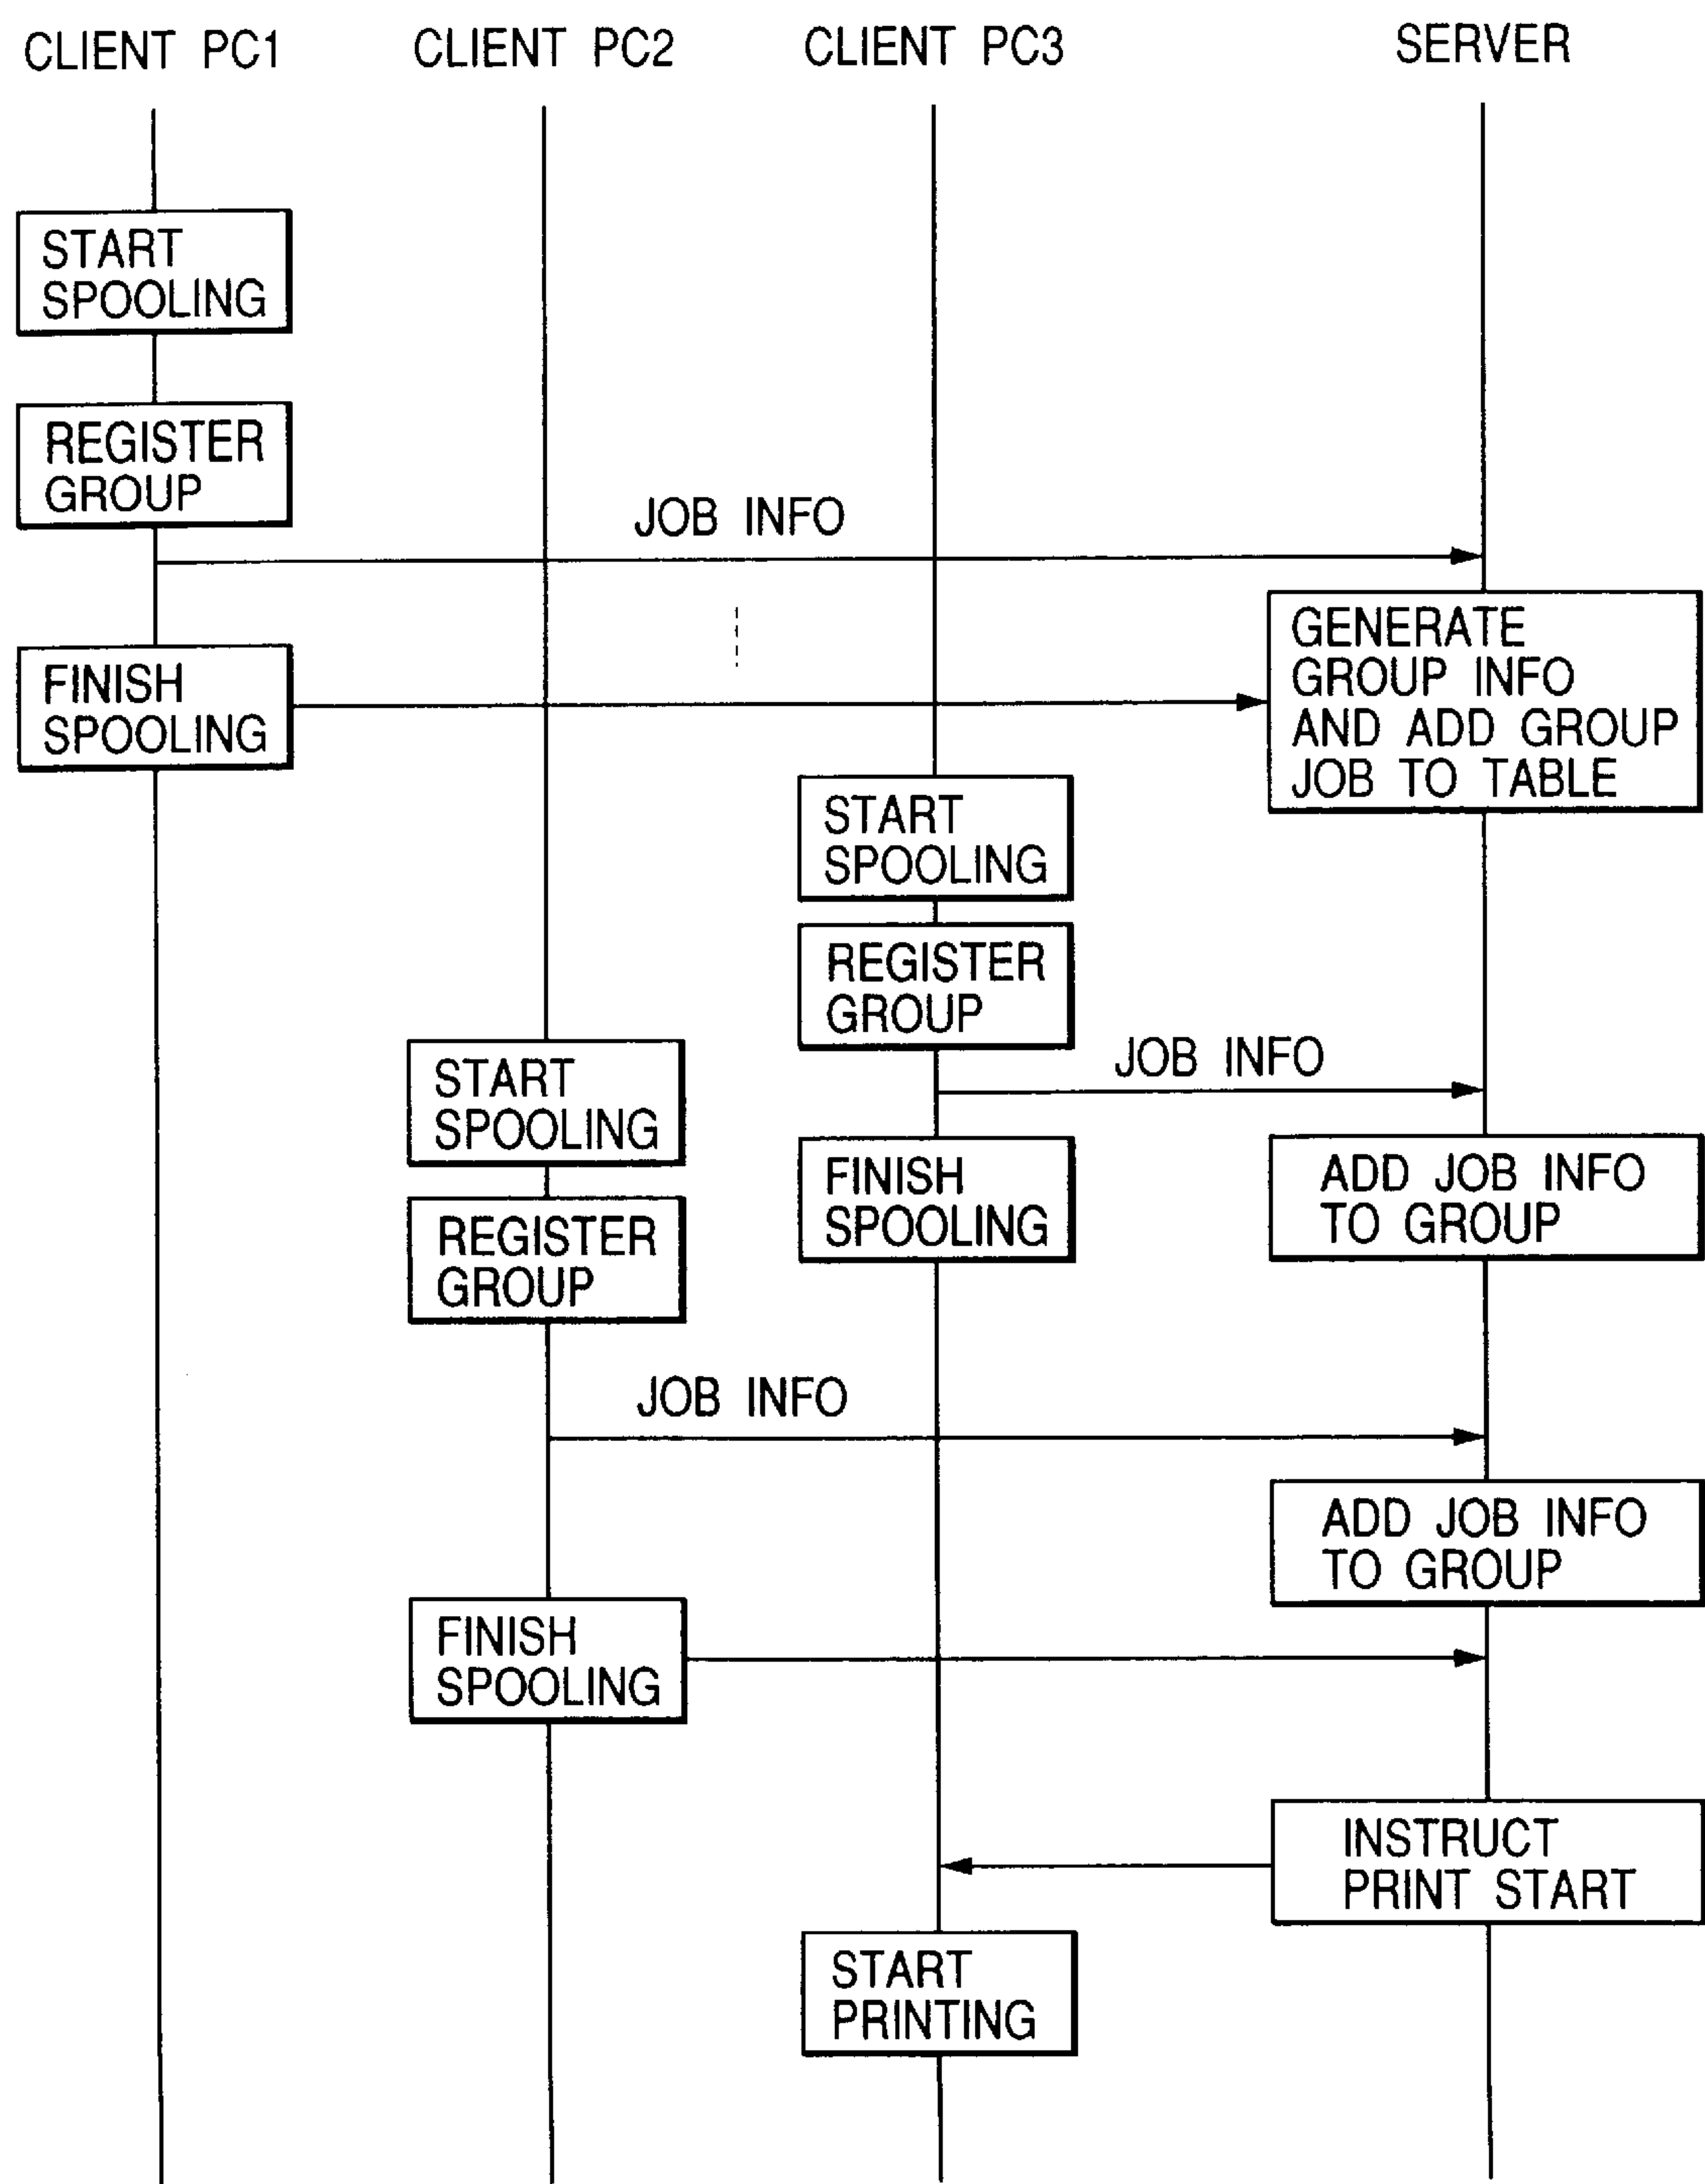 CLIENT PC1
CLIENT PC2
CLIENT PC3
SERVER
START
SPOOLING
REGISTER
GROUP
JOB INFO
GENERATE
GROUP INFO
AND ADD GROUP
JOB TO TABLE
FINISH
SPOOLING
START
SPOOLING
REGISTER
GROUP
JOB INFO
START
SPOOLING
FINISH
SPOOLING
ADD JOB INFO
TO GROUP
REGISTER
GROUP
JOB INFO
ADD JOB INFO
TO GROUP
FINISH
SPOOLING
INSTRUCT
PRINT START
START
PRINTING